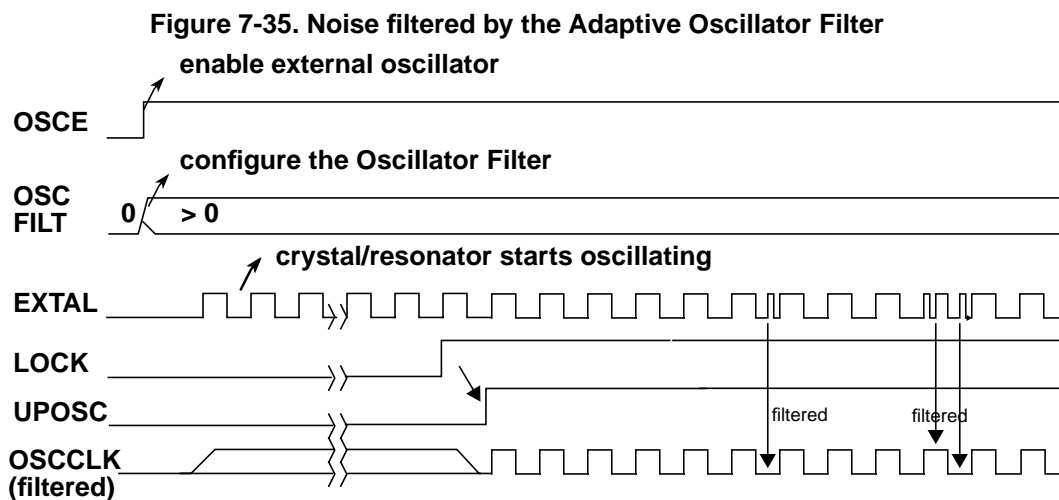 Figure 7-35. Noise filtered by the Adaptive Oscillator Filter
enable external oscillator
OSCE
configure the Oscillator Filter
OSC
FILT
0 > 0
crystal/resonator starts oscillating
EXTAL
LOCK
UPOSC
filtered filtered
OSCCLK
(filtered)